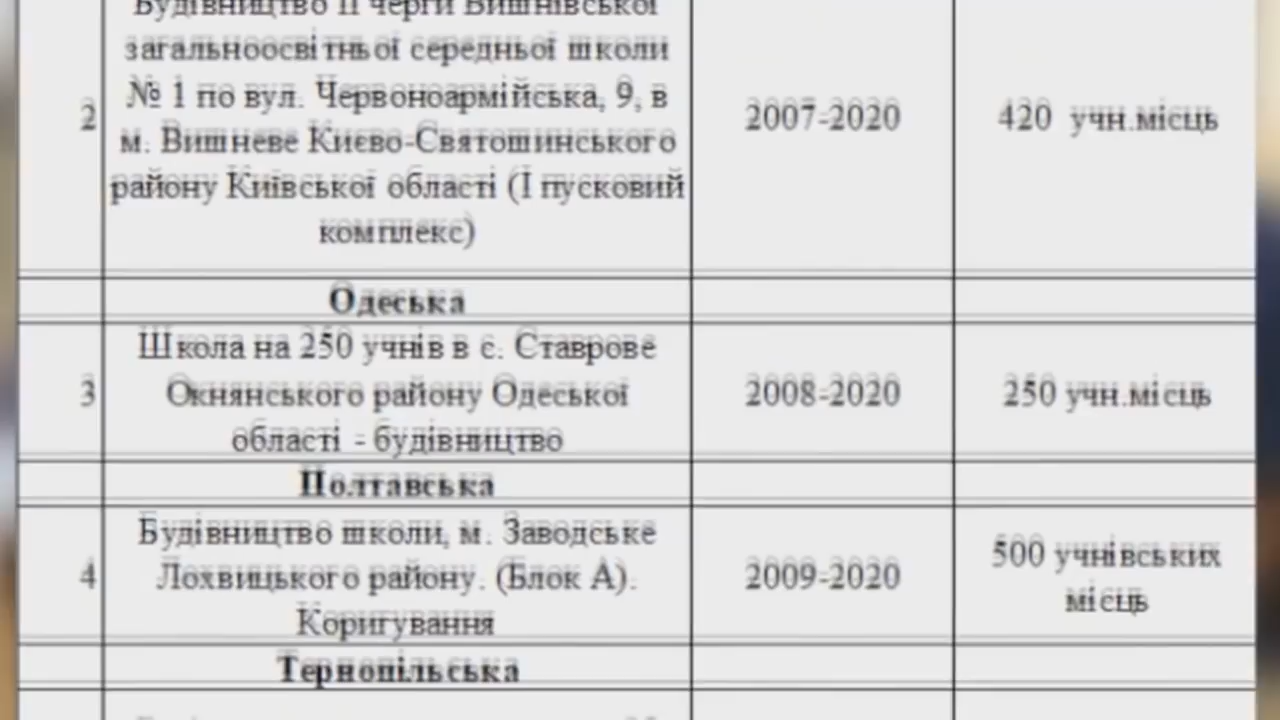 Будівництво ІІ черги Вишнівської
загальноосвітньої середньої школи
№ 1 по вул. Червоноармійська, 9, в
м. Вишневе Києво-Святошинського
району Київської області (І пусковий
комплекс)
2
2007-2020
420 учн.місць
Одеська
Школа на 250 учнів в с. Ставрове
Окнянського району Одеської
області - будівництво
3
2008-2020
250 учн.місць
Полтавська
Будівництво школи, м. Заводське
Лохвицького району. (Блок А).
Коригування
4
2009-2020
500 учнівських
місць
Тернопільська